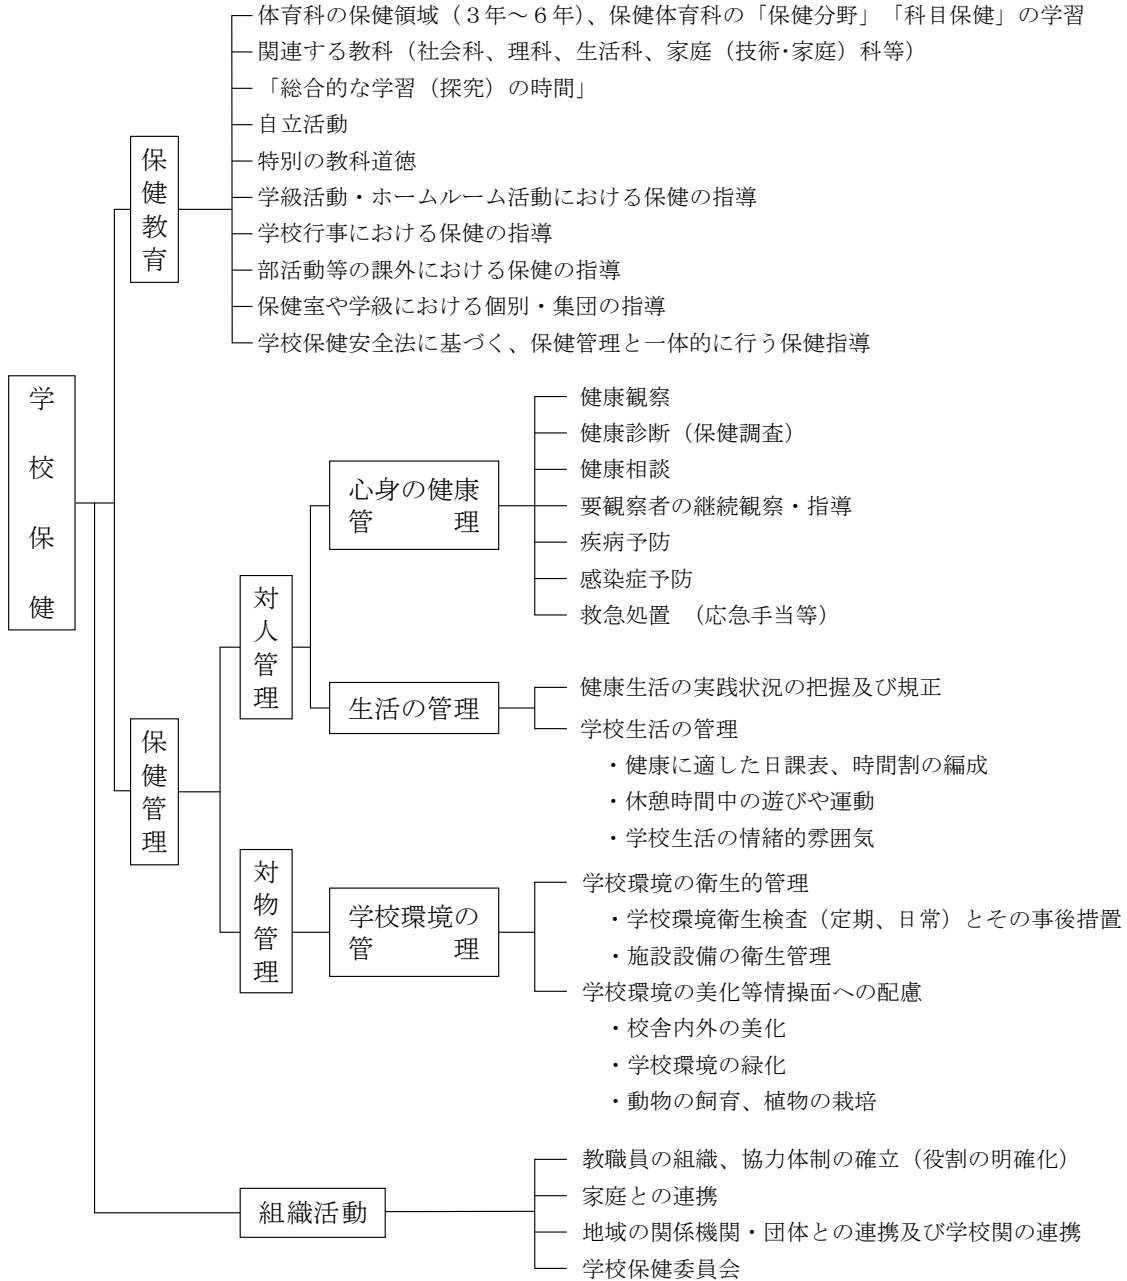 学校保健
保健教育
体育科の保健領域（３年～６年）、保健体育科の「保健分野」「科目保健」の学習
関連する教科（社会科、理科、生活科、家庭（技術･家庭）科等）
「総合的な学習（探究）の時間」
自立活動
特別の教科道徳
学級活動・ホームルーム活動における保健の指導
学校行事における保健の指導
部活動等の課外における保健の指導
保健室や学級における個別・集団の指導
学校保健安全法に基づく、保健管理と一体的に行う保健指導
保健管理
対人管理
心身の健康
管理
健康観察
健康診断（保健調査）
健康相談
要観察者の継続観察・指導
疾病予防
感染症予防
救急処置　（応急手当等）
生活の管理
健康生活の実践状況の把握及び規正
学校生活の管理
・健康に適した日課表、時間割の編成
・休憩時間中の遊びや運動
・学校生活の情緒的雰囲気
対物管理
学校環境の
管理
学校環境の衛生的管理
・学校環境衛生検査（定期、日常）とその事後措置
・施設設備の衛生管理
学校環境の美化等情操面への配慮
・校舎内外の美化
・学校環境の緑化
・動物の飼育、植物の栽培
組織活動
教職員の組織、協力体制の確立（役割の明確化）
家庭との連携
地域の関係機関・団体との連携及び学校関の連携
学校保健委員会